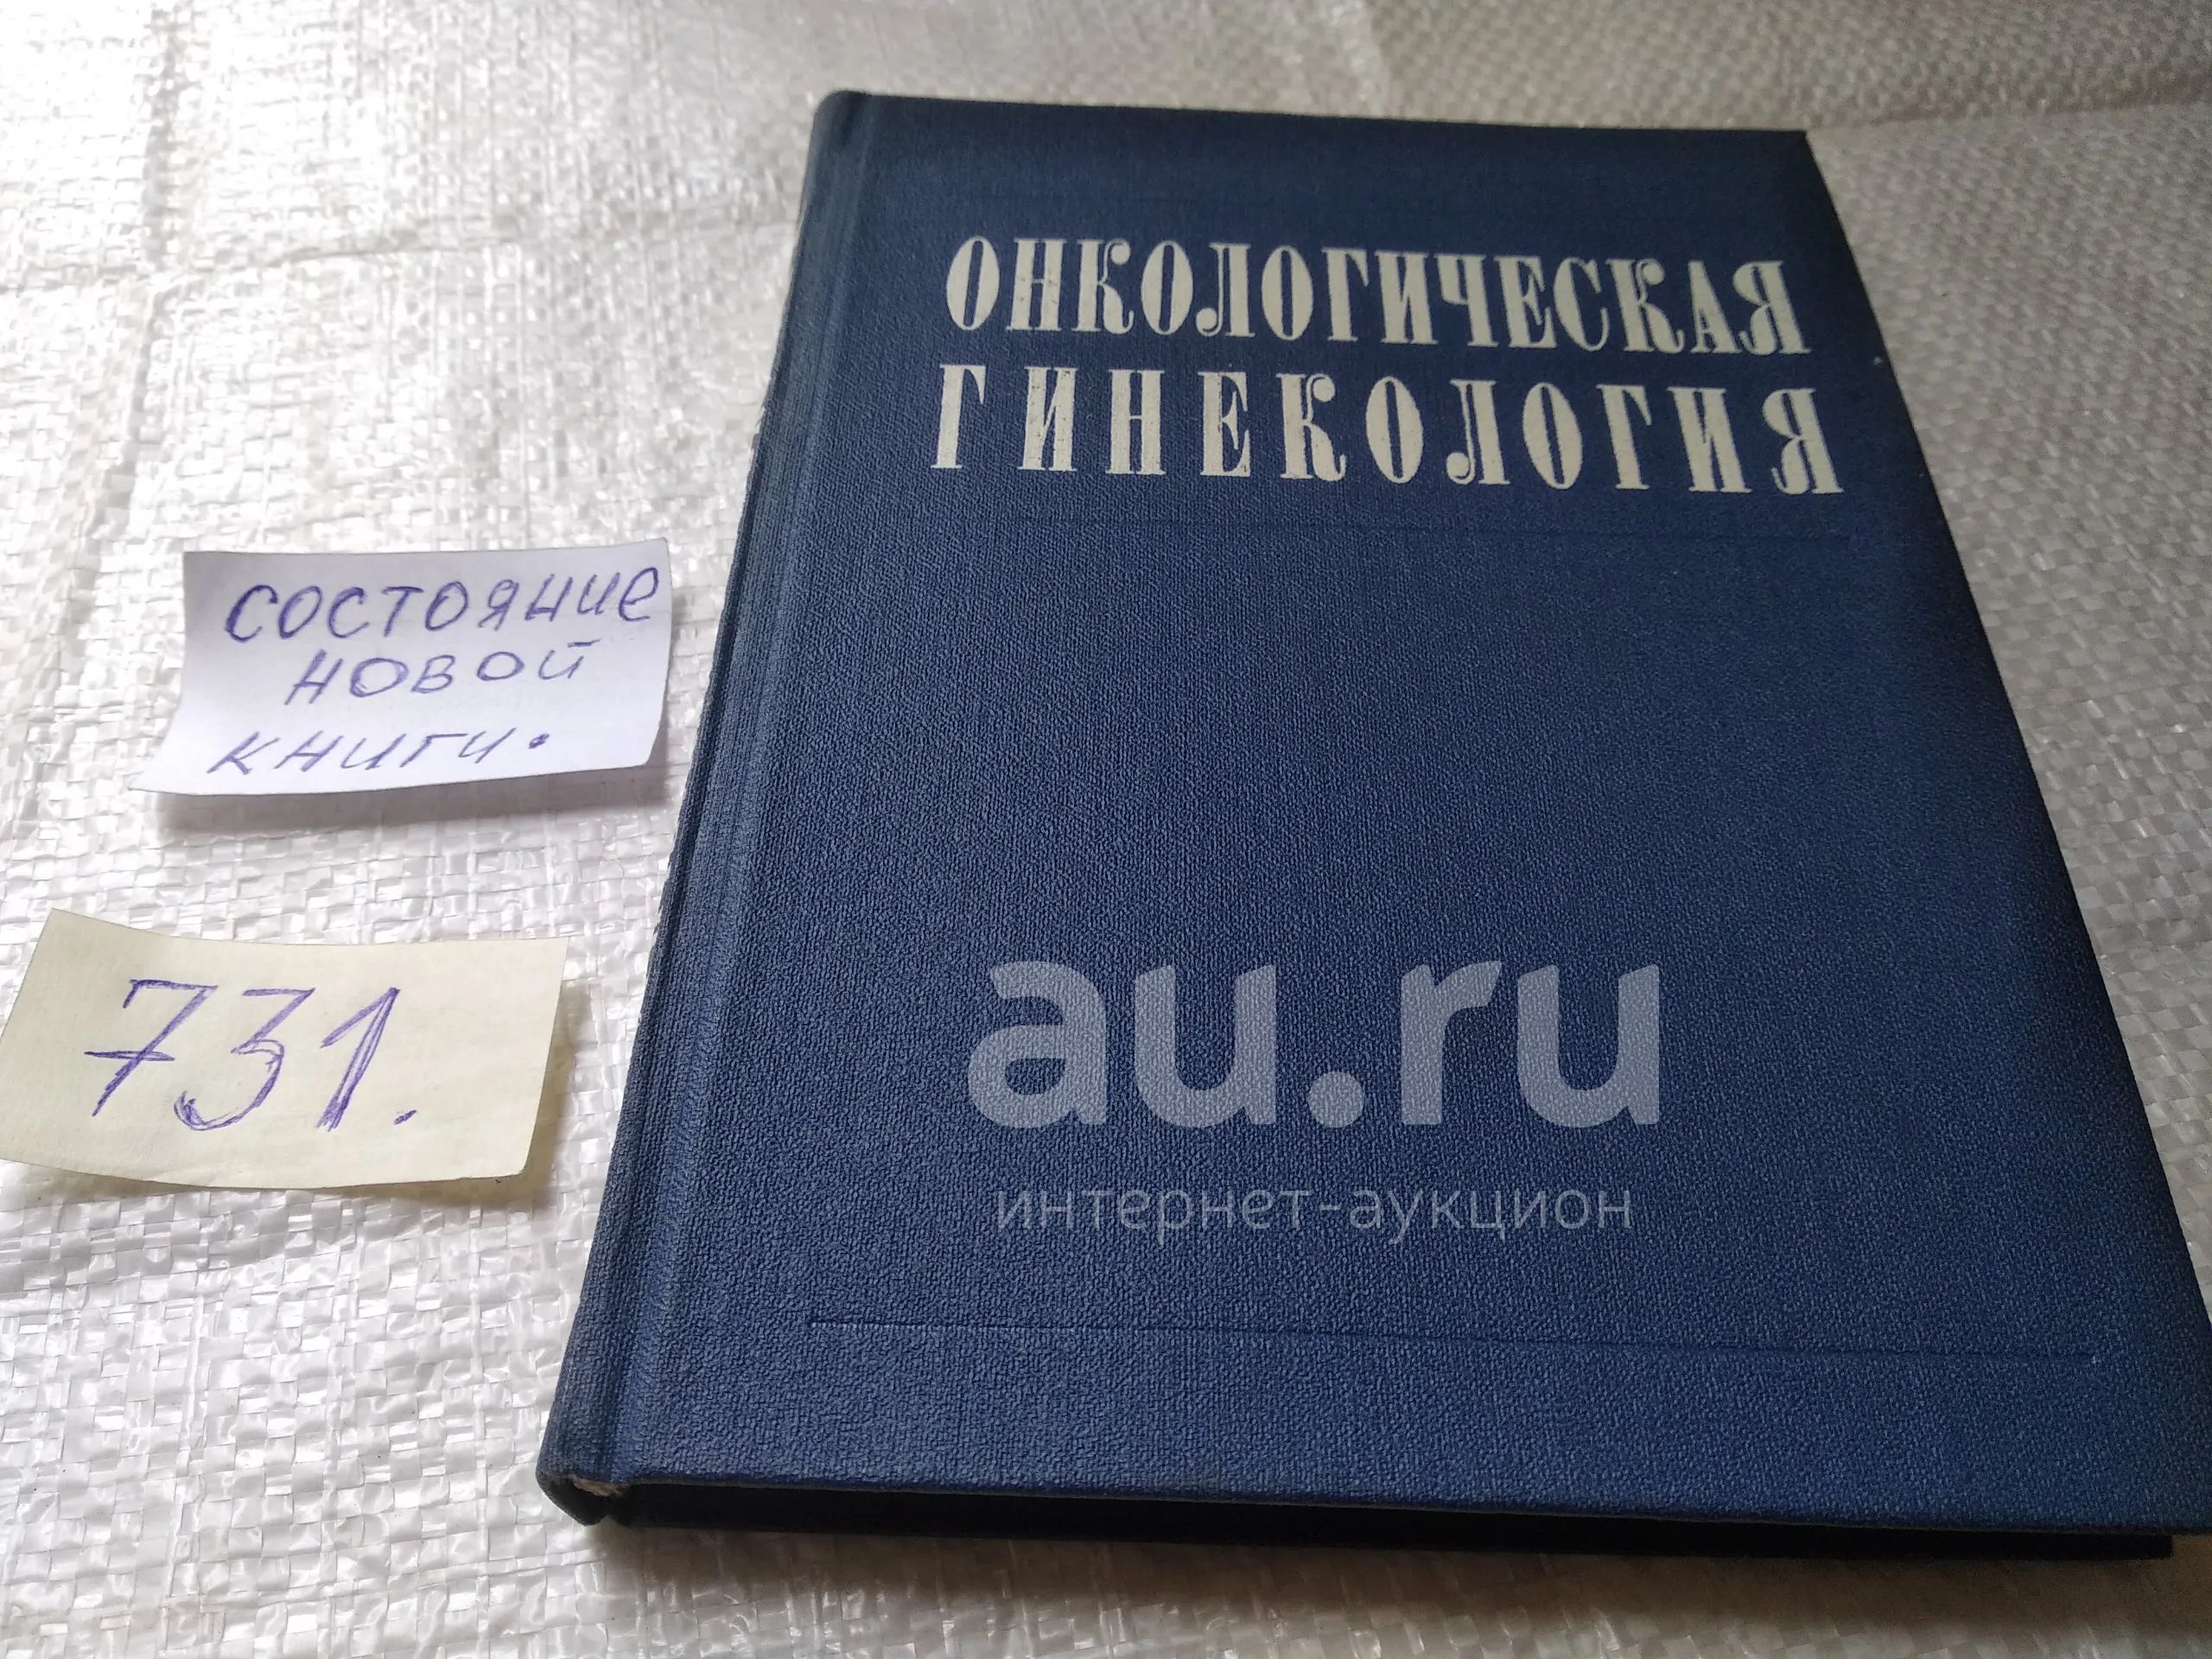 ОНКОЛОГИЧЕСКАЯ
ГИНЕКОЛОГИЯ
состояние
новой
книги.
731.
au.ru
интернет-аукцион